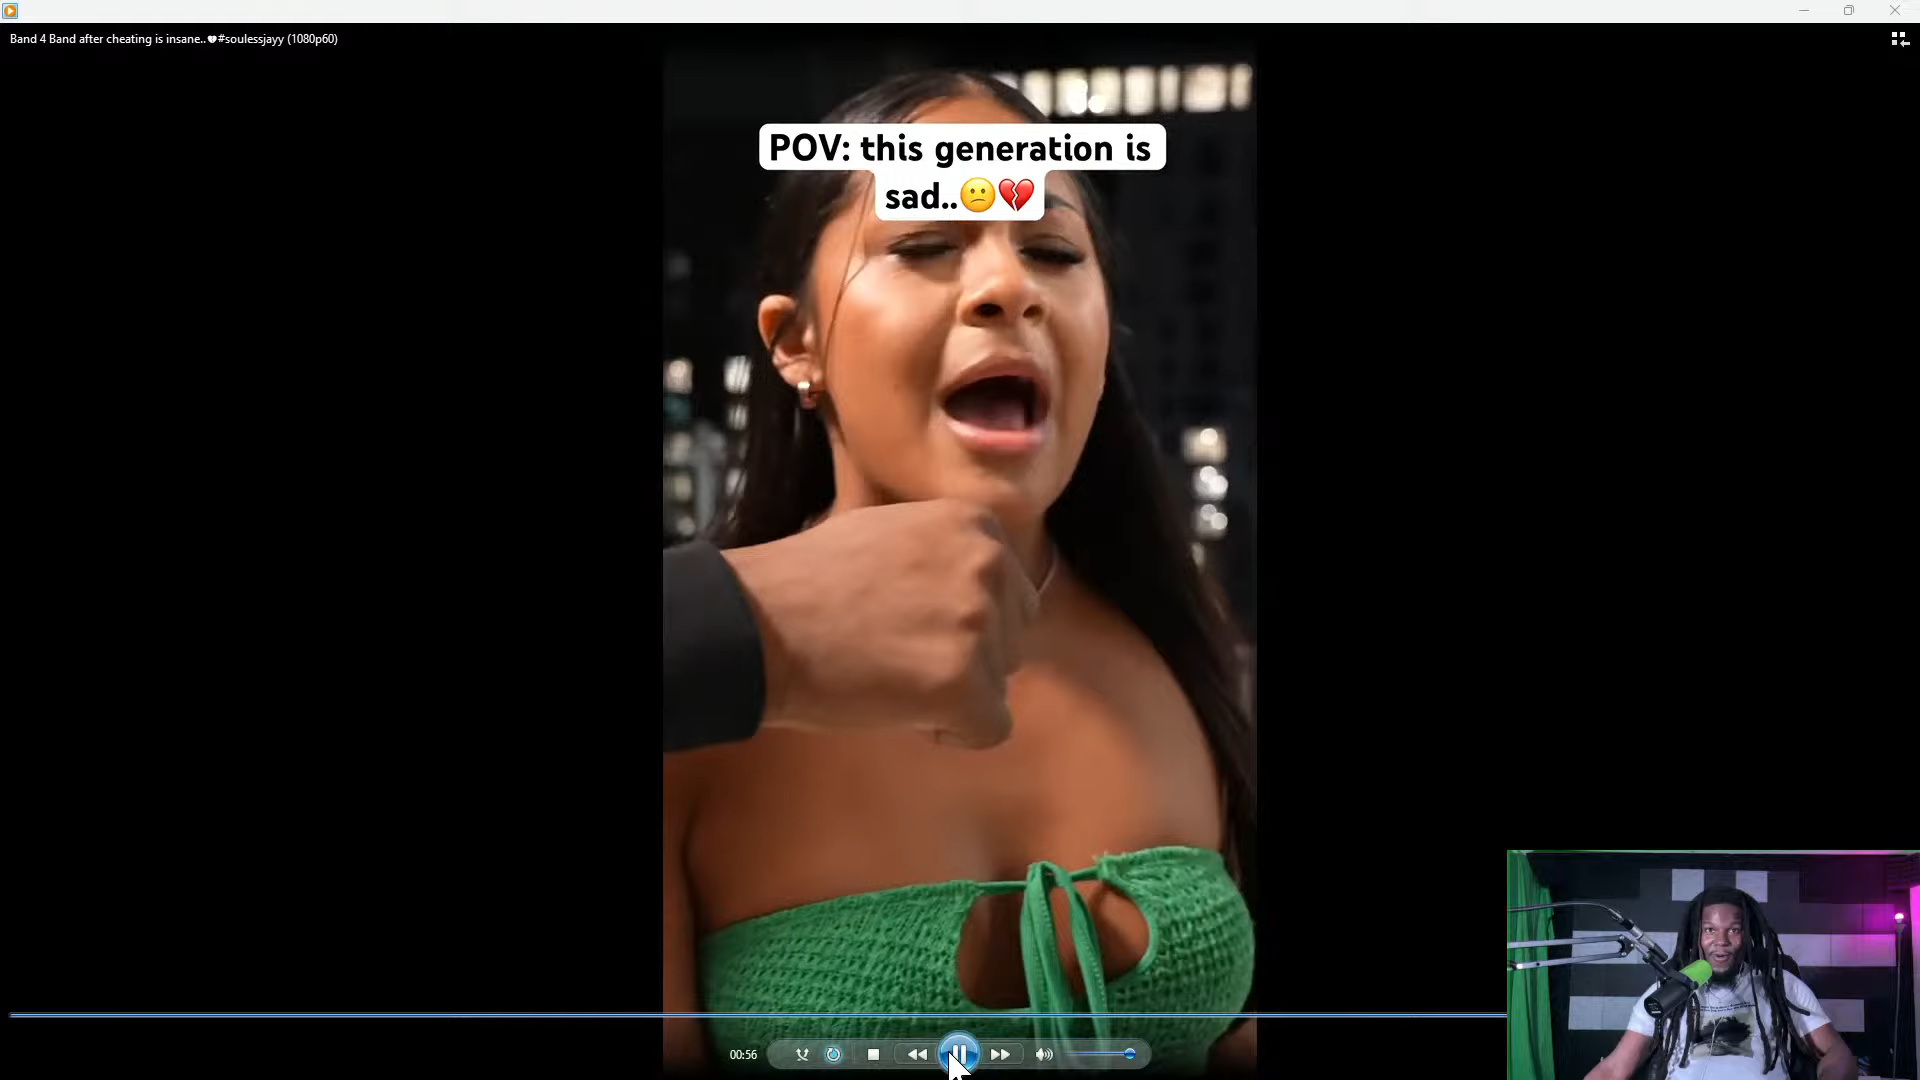 Band 4 Band after cheating is insane..💔#soulessjayy (1080p60)
POV: this generation is
sad..😕💔
00:56